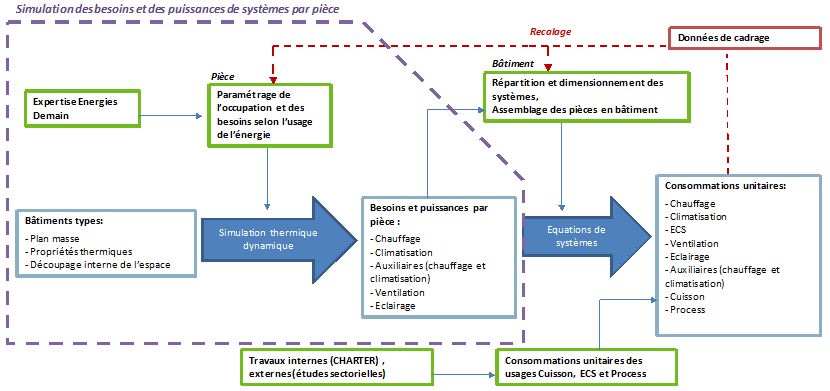 Simulation des besoins et des puissances de systèmes par pièce
Recalage
Données de cadrage
Pièce
Bâtiment
Expertise Energies
Demain
Paramétrage de
l'occupation et des
besoins selon l'usage
de l'énergie
Répartition et dimensionnement des
systèmes,
Assemblage des pièces en bâtiment
Bâtiments types:
- Plan masse
- Propriétés thermiques
- Découpage interne de l'espace
Simulation thermique
dynamique
Besoins et puissances par
pièce :
- Chauffage
- Climatisation
- Auxiliaires (chauffage et
climatisation)
- Ventilation
- Eclairage
Equations de
systèmes
Consommations unitaires:
- Chauffage
- Climatisation
- ECS
- Ventilation
- Eclairage
- Auxiliaires (chauffage et
climatisation)
- Cuisson
- Process
Travaux internes (CHARTER) ,
externes (études sectorielles)
Consommations unitaires des
usages Cuisson, ECS et Process